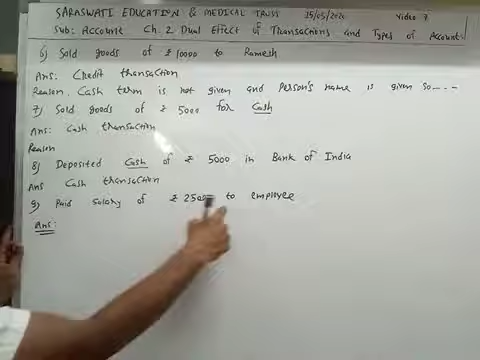 SARASWATI EDUCATION & MEDICAL TRUST 25/05/2020 Video 7
Sub: Account Ch. 2 Dual Effect of Transactions and Types of Account.
6) Sold goods of ₹ 10000 to Ramesh
Ans: Credit transaction
Reason. Cash term is not given and Person's name is given so----
7) Sold goods of ₹ 5000 for Cash
Ans: Cash transaction
Reason
8) Deposited Cash of ₹ 5000 in Bank of India
Ans Cash transaction
9) Paid salary of ₹ to employee
Ans: